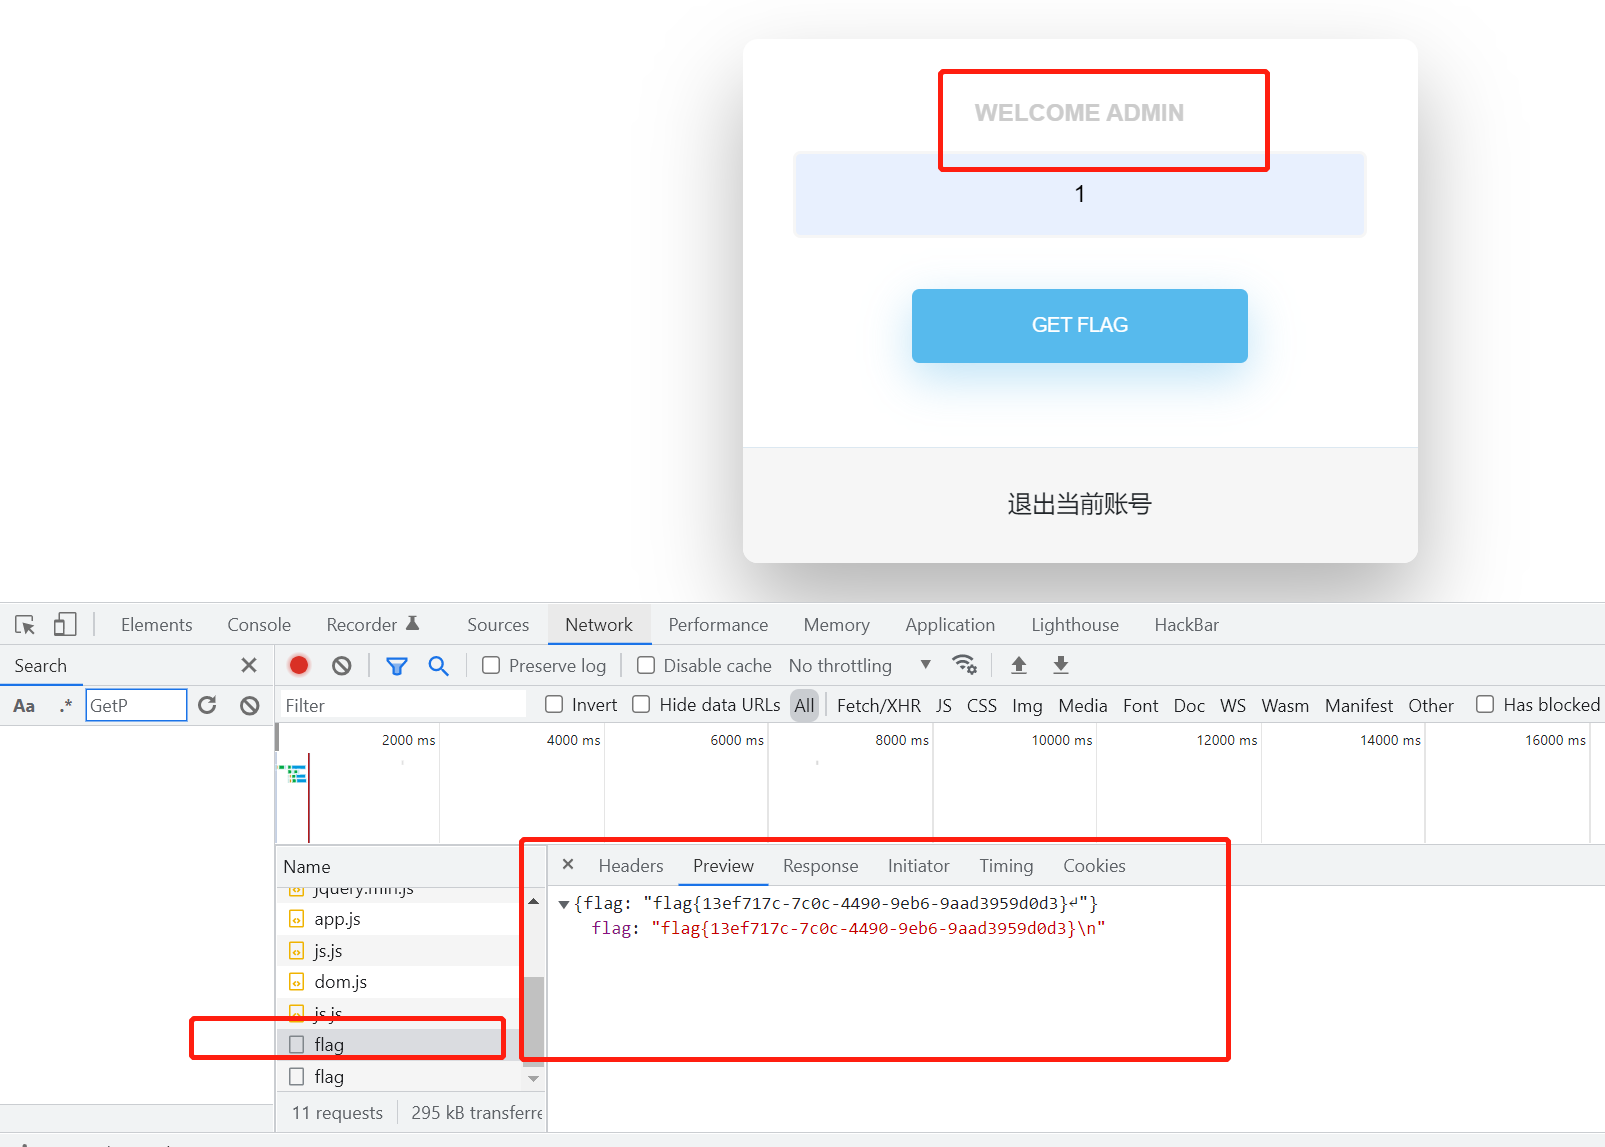 WELCOME ADMIN
1
GET FLAG
退出当前账号
Elements Console Recorder Sources Network Performance Memory Application Lighthouse HackBar
Search Preserve log Disable cache No throttling
Aa .* GetP Filter Invert Hide data URLs All Fetch/XHR JS CSS Img Media Font Doc WS Wasm Manifest Other Has blocked
2000 ms 4000 ms 6000 ms 8000 ms 10000 ms 12000 ms 14000 ms 16000 ms
Name Headers Preview Response Initiator Timing Cookies
jquery.min.js
{flag: "flag{13ef717c-7c0c-4490-9eb6-9aad3959d0d3}↵"}
app.js
flag: "flag{13ef717c-7c0c-4490-9eb6-9aad3959d0d3}\n"
js.js
dom.js
js.js
flag
flag
11 requests 295 kB transferre